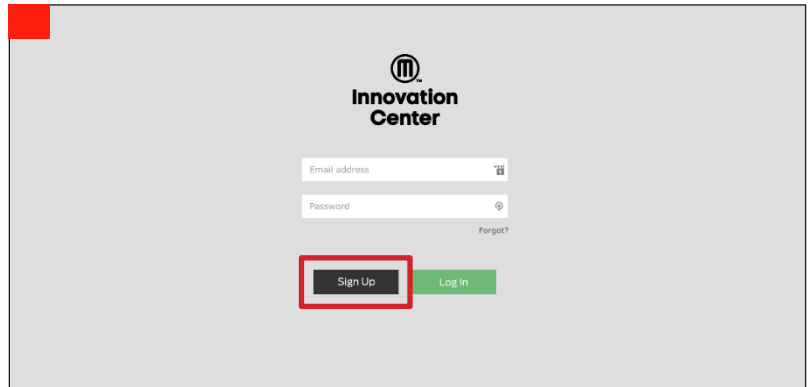 Innovation
Center
Email address
Password
Forgot?
Sign Up
Log In